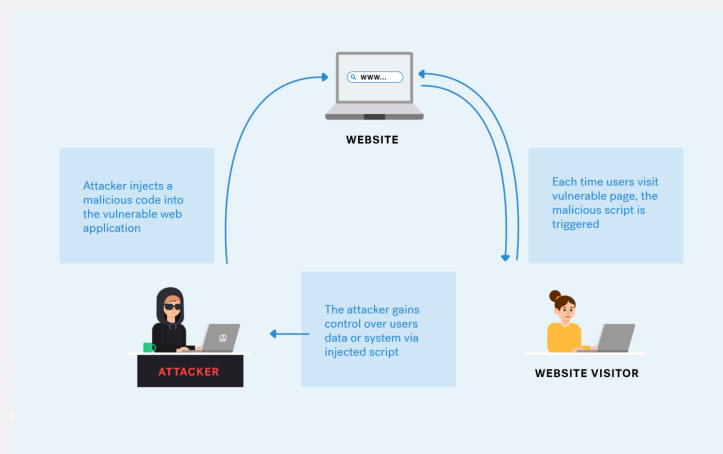 WWW...
WEBSITE
Attacker injects a
malicious code into
the vulnerable web
application
Each time users visit
vulnerable page, the
malicious script is
triggered
The attacker gains
control over users
data or system via
injected script
ATTACKER
WEBSITE VISITOR